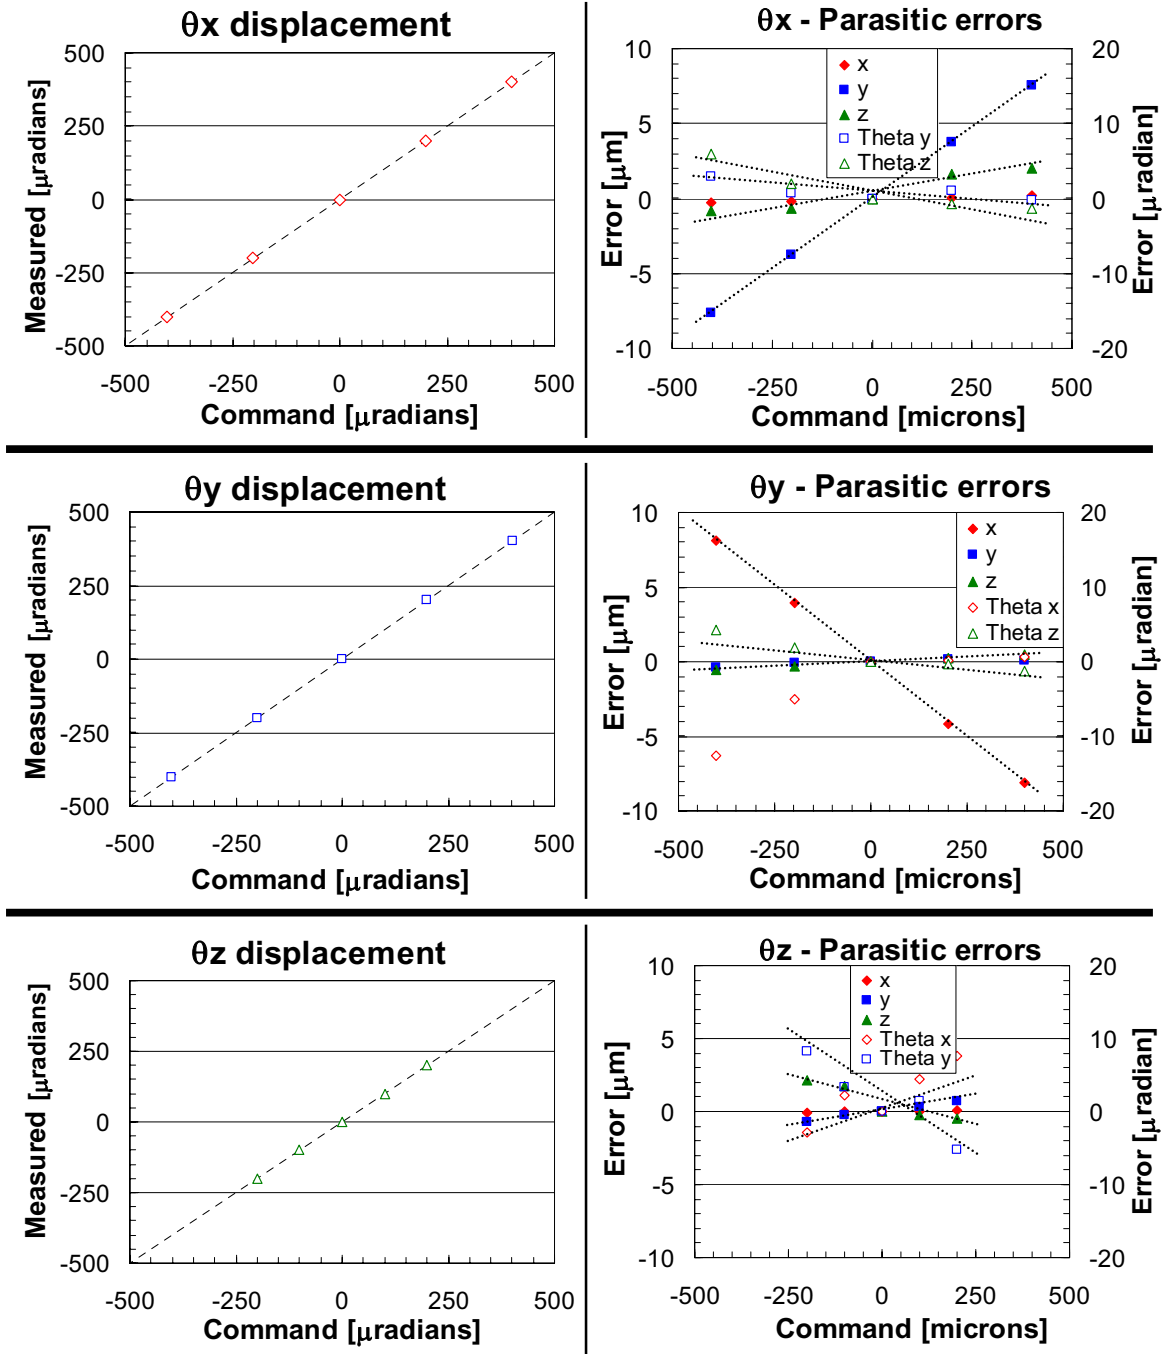 θx displacement
500
250
0
-250
-500
Measured [μradians]
-500 -250 0 250 500
Command [μradians]
θx - Parasitic errors
10
5
0
-5
-10
Error [μm]
x
y
z
Theta y
Theta z
20
10
0
-10
-20
Error [μradian]
-500 -250 0 250 500
Command [microns]
θy displacement
500
250
0
-250
-500
Measured [μradians]
-500 -250 0 250 500
Command [μradians]
θy - Parasitic errors
10
5
0
-5
-10
Error [μm]
x
y
z
Theta x
Theta z
20
10
0
-10
-20
Error [μradian]
-500 -250 0 250 500
Command [microns]
θz displacement
500
250
0
-250
-500
Measured [μradians]
-500 -250 0 250 500
Command [μradians]
θz - Parasitic errors
10
5
0
-5
-10
Error [μm]
x
y
z
Theta x
Theta y
20
10
0
-10
-20
Error [μradian]
-500 -250 0 250 500
Command [microns]